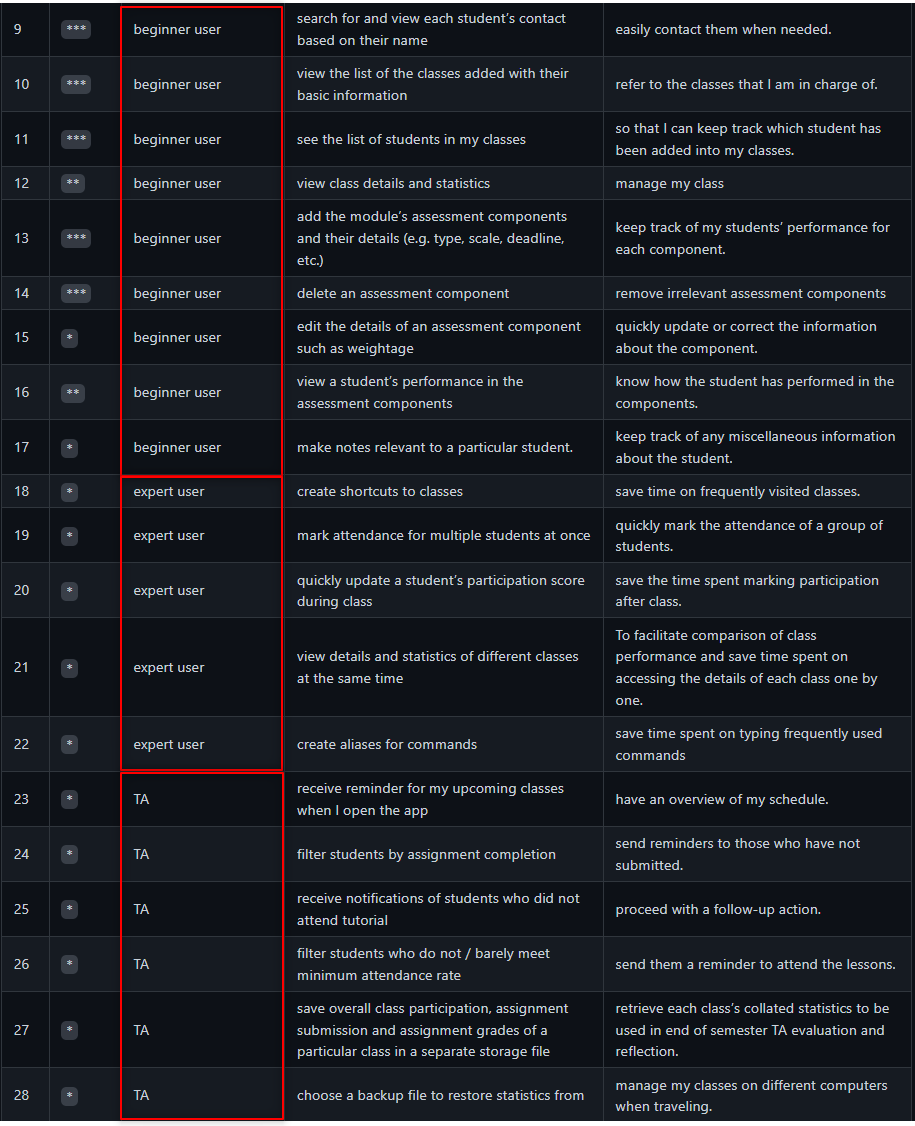 9 *** beginner user search for and view each student’s contact based on their name easily contact them when needed.
10 *** beginner user view the list of the classes added with their basic information refer to the classes that I am in charge of.
11 *** beginner user see the list of students in my classes so that I can keep track which student has been added into my classes.
12 ** beginner user view class details and statistics manage my class
13 *** beginner user add the module’s assessment components and their details (e.g. type, scale, deadline, etc.) keep track of my students’ performance for each component.
14 *** beginner user delete an assessment component remove irrelevant assessment components
15 * beginner user edit the details of an assessment component such as weightage quickly update or correct the information about the component.
16 ** beginner user view a student’s performance in the assessment components know how the student has performed in the components.
17 * beginner user make notes relevant to a particular student. keep track of any miscellaneous information about the student.
18 * expert user create shortcuts to classes save time on frequently visited classes.
19 * expert user mark attendance for multiple students at once quickly mark the attendance of a group of students.
20 * expert user quickly update a student’s participation score during class save the time spent marking participation after class.
21 * expert user view details and statistics of different classes at the same time To facilitate comparison of class performance and save time spent on accessing the details of each class one by one.
22 * expert user create aliases for commands save time spent on typing frequently used commands
23 * TA receive reminder for my upcoming classes when I open the app have an overview of my schedule.
24 * TA filter students by assignment completion send reminders to those who have not submitted.
25 * TA receive notifications of students who did not attend tutorial proceed with a follow-up action.
26 * TA filter students who do not / barely meet minimum attendance rate send them a reminder to attend the lessons.
27 * TA save overall class participation, assignment submission and assignment grades of a particular class in a separate storage file retrieve each class’s collated statistics to be used in end of semester TA evaluation and reflection.
28 * TA choose a backup file to restore statistics from manage my classes on different computers when traveling.